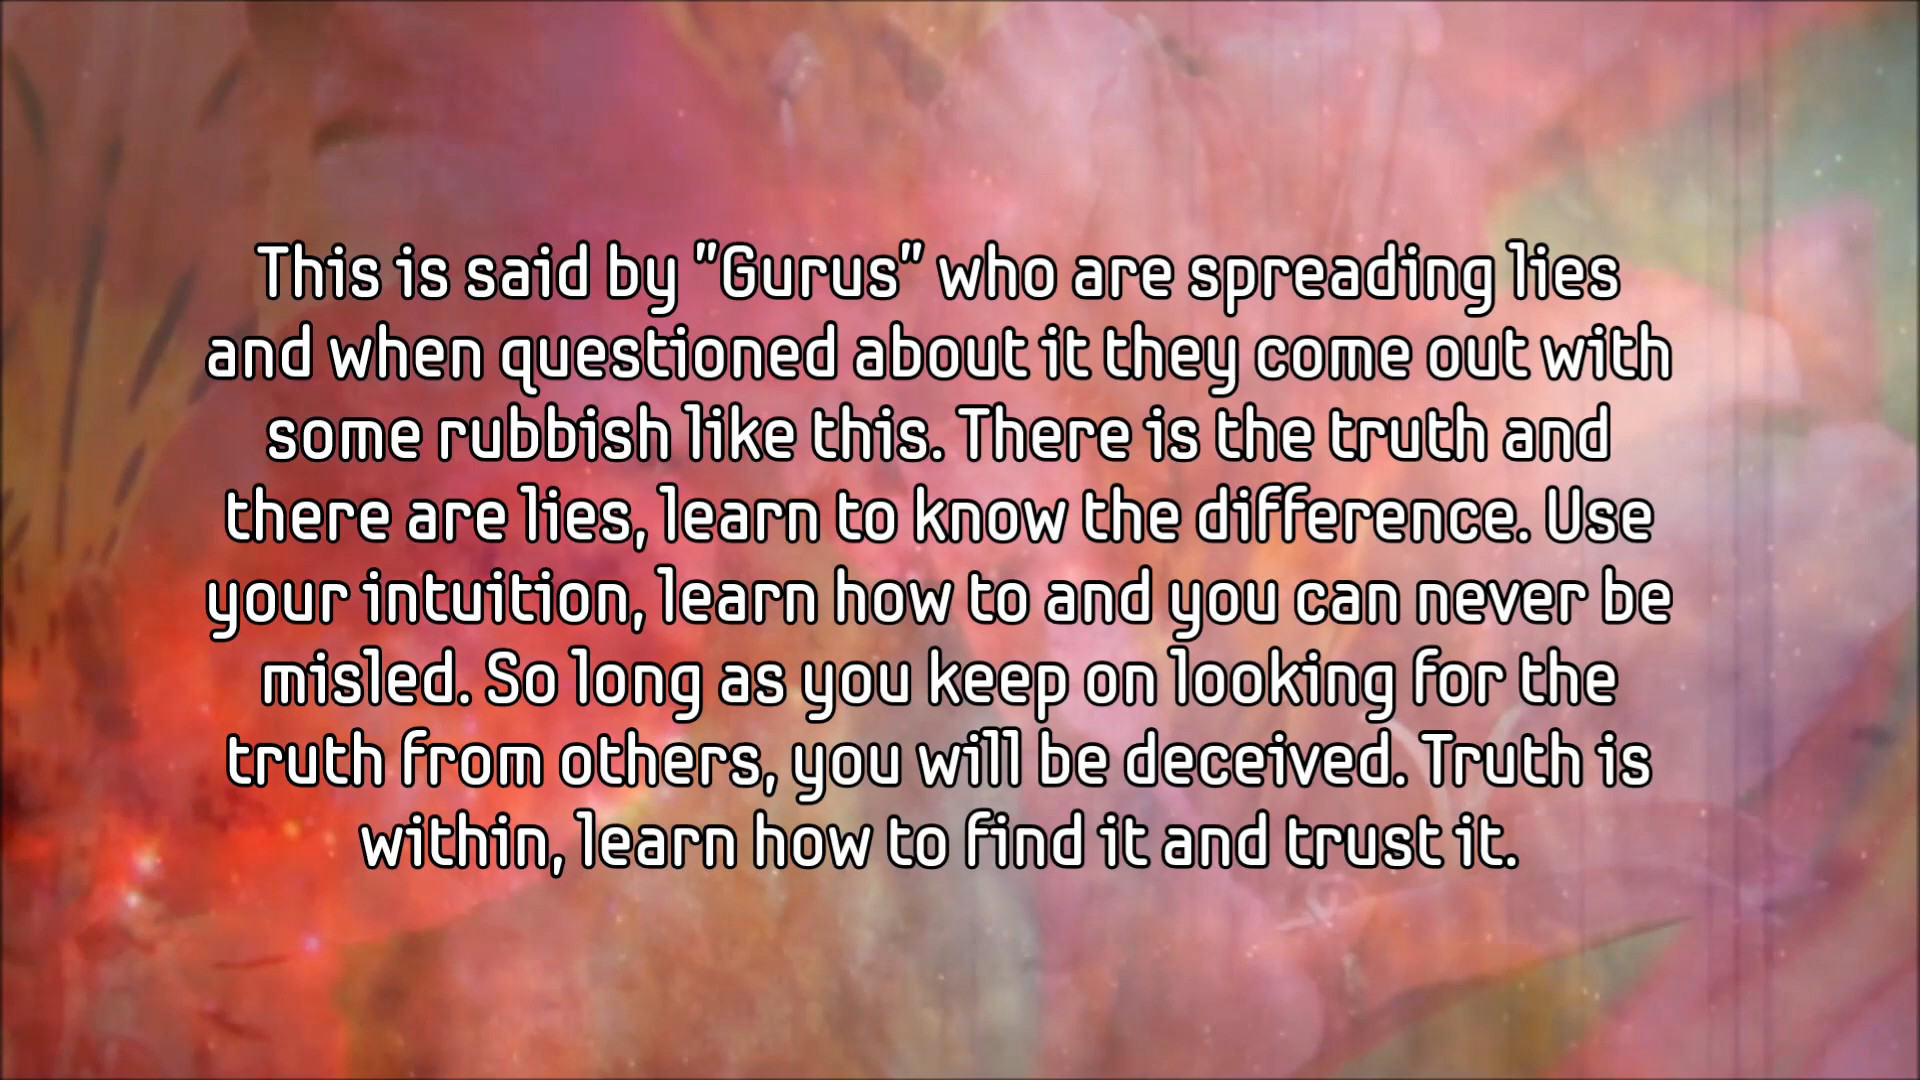 This is said by "Gurus" who are spreading lies
and when questioned about it they come out with
some rubbish like this. There is the truth and
there are lies, learn to know the difference. Use
your intuition, learn how to and you can never be
misled. So long as you keep on looking for the
truth from others, you will be deceived. Truth is
within, learn how to find it and trust it.